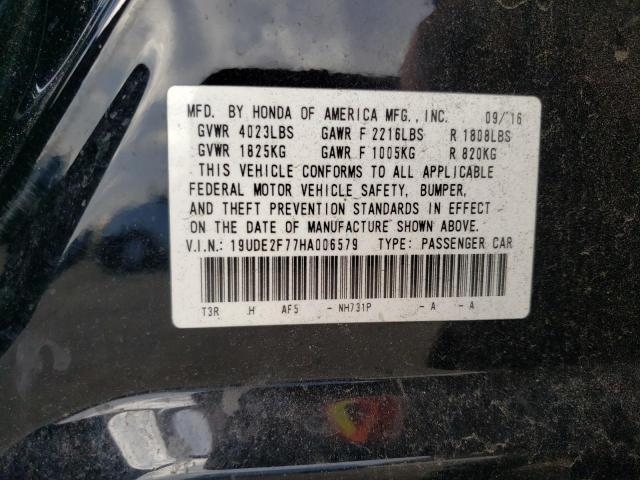 MFD. BY HONDA OF AMERICA MFG., INC. 09/16
GVWR 4023LBS GAWR F 2216LBS R 1808LBS
GVWR 1825KG GAWR F 1005KG R 820KG
THIS VEHICLE CONFORMS TO ALL APPLICABLE
FEDERAL MOTOR VEHICLE SAFETY, BUMPER,
AND THEFT PREVENTION STANDARDS IN EFFECT
ON THE DATE OF MANUFACTURE SHOWN ABOVE.
V.I.N.: 19UDE2F77HA006579 TYPE: PASSENGER CAR
T3R H AF5 - NH731P - A - A